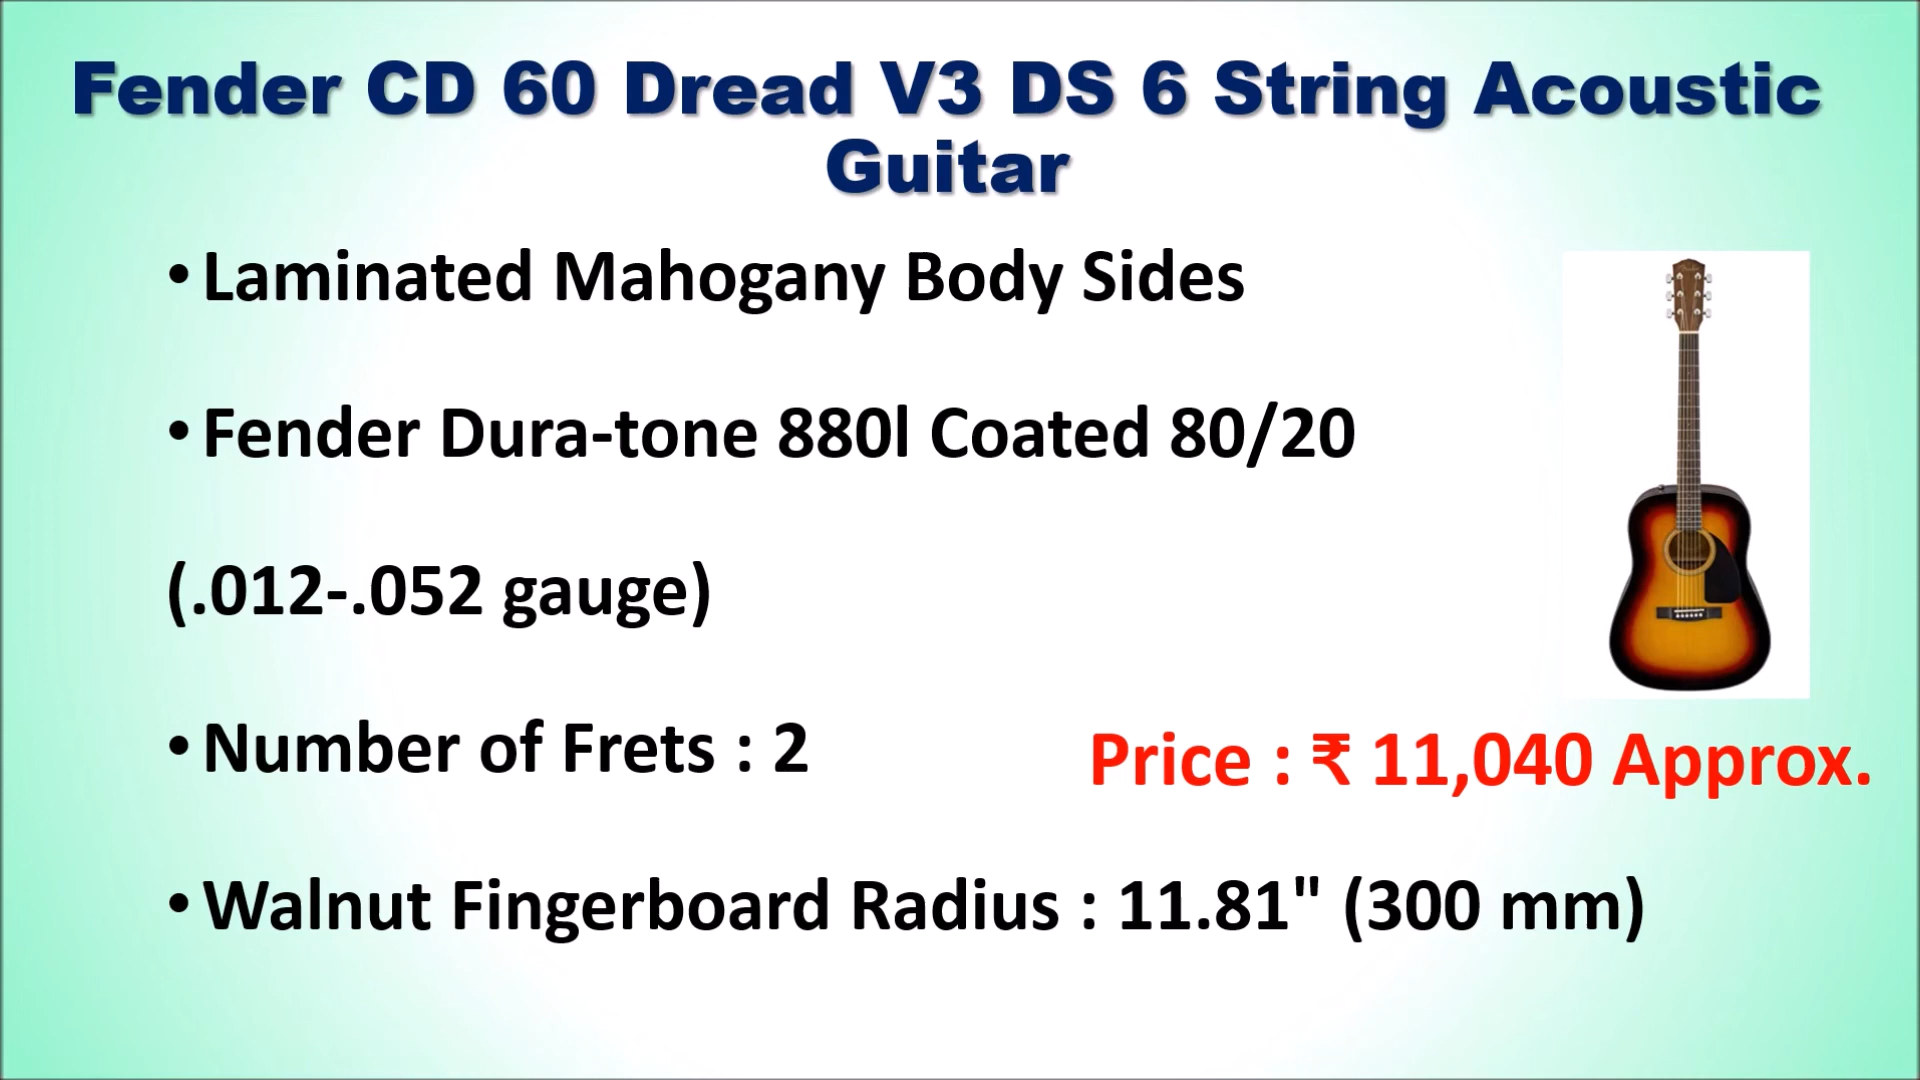 Fender CD 60 Dread V3 DS 6 String Acoustic
Guitar
• Laminated Mahogany Body Sides
• Fender Dura-tone 880l Coated 80/20
(.012-.052 gauge)
• Number of Frets : 2
Price : ₹ 11,040 Approx.
• Walnut Fingerboard Radius : 11.81" (300 mm)